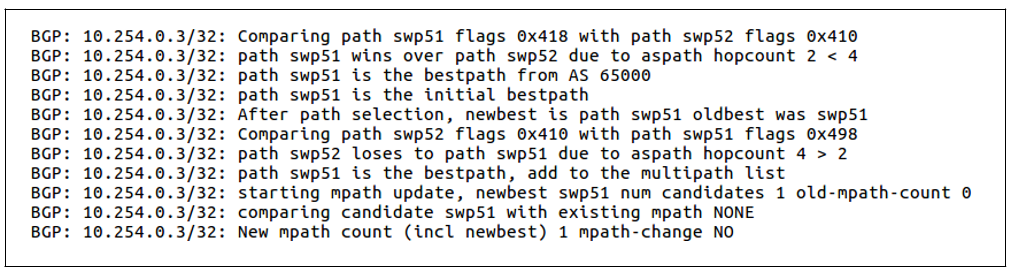 BGP: 10.254.0.3/32: Comparing path swp51 flags 0x418 with path swp52 flags 0x410
BGP: 10.254.0.3/32: path swp51 wins over path swp52 due to aspath hopcount 2 < 4
BGP: 10.254.0.3/32: path swp51 is the bestpath from AS 65000
BGP: 10.254.0.3/32: path swp51 is the initial bestpath
BGP: 10.254.0.3/32: After path selection, newbest is path swp51 oldbest was swp51
BGP: 10.254.0.3/32: Comparing path swp52 flags 0x410 with path swp51 flags 0x498
BGP: 10.254.0.3/32: path swp52 loses to path swp51 due to aspath hopcount 4 > 2
BGP: 10.254.0.3/32: path swp51 is the bestpath, add to the multipath list
BGP: 10.254.0.3/32: starting mpath update, newbest swp51 num candidates 1 old-mpath-count 0
BGP: 10.254.0.3/32: comparing candidate swp51 with existing mpath NONE
BGP: 10.254.0.3/32: New mpath count (incl newbest) 1 mpath-change NO